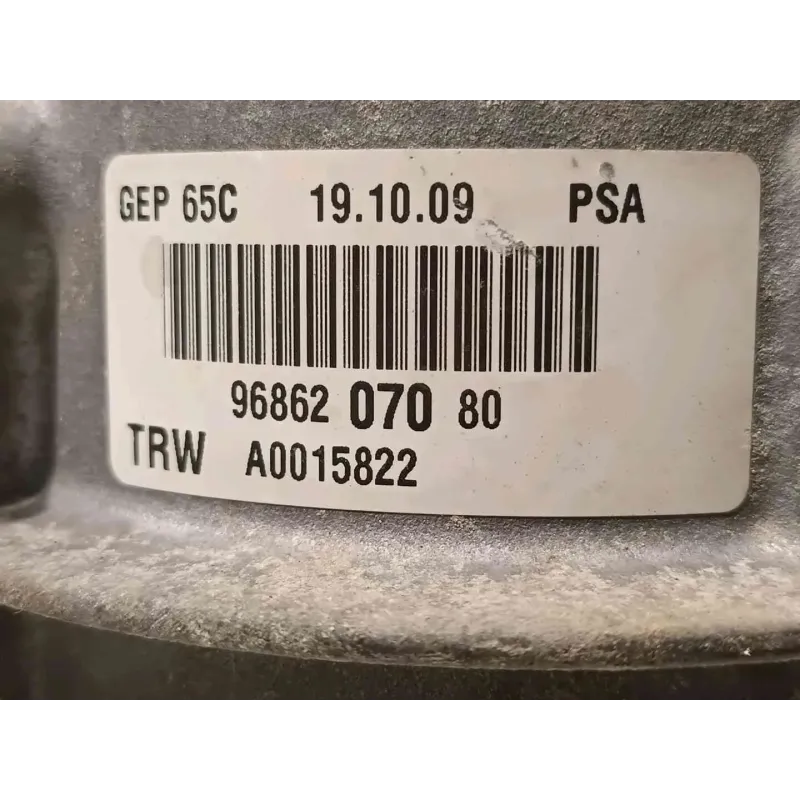 GEP 65C 19.10.09 PSA
96862 070 80
TRW A0015822